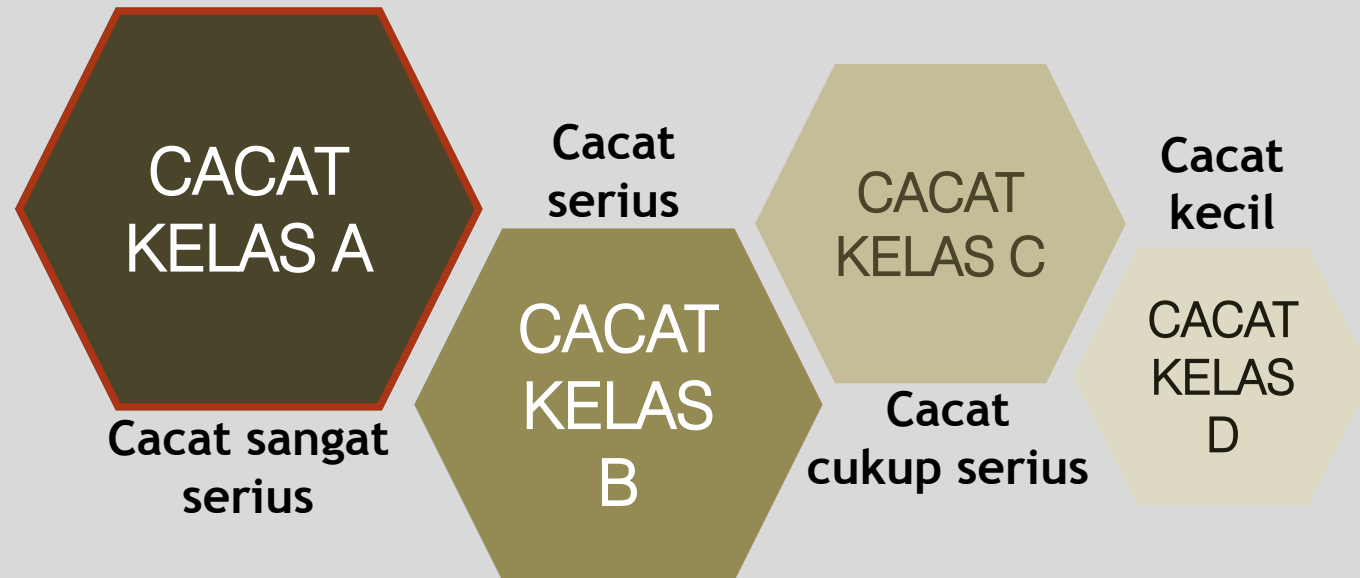 CACAT
KELAS A
Cacat sangat
serius
Cacat
serius
CACAT
KELAS
B
CACAT
KELAS C
Cacat
cukup serius
Cacat
kecil
CACAT
KELAS
D